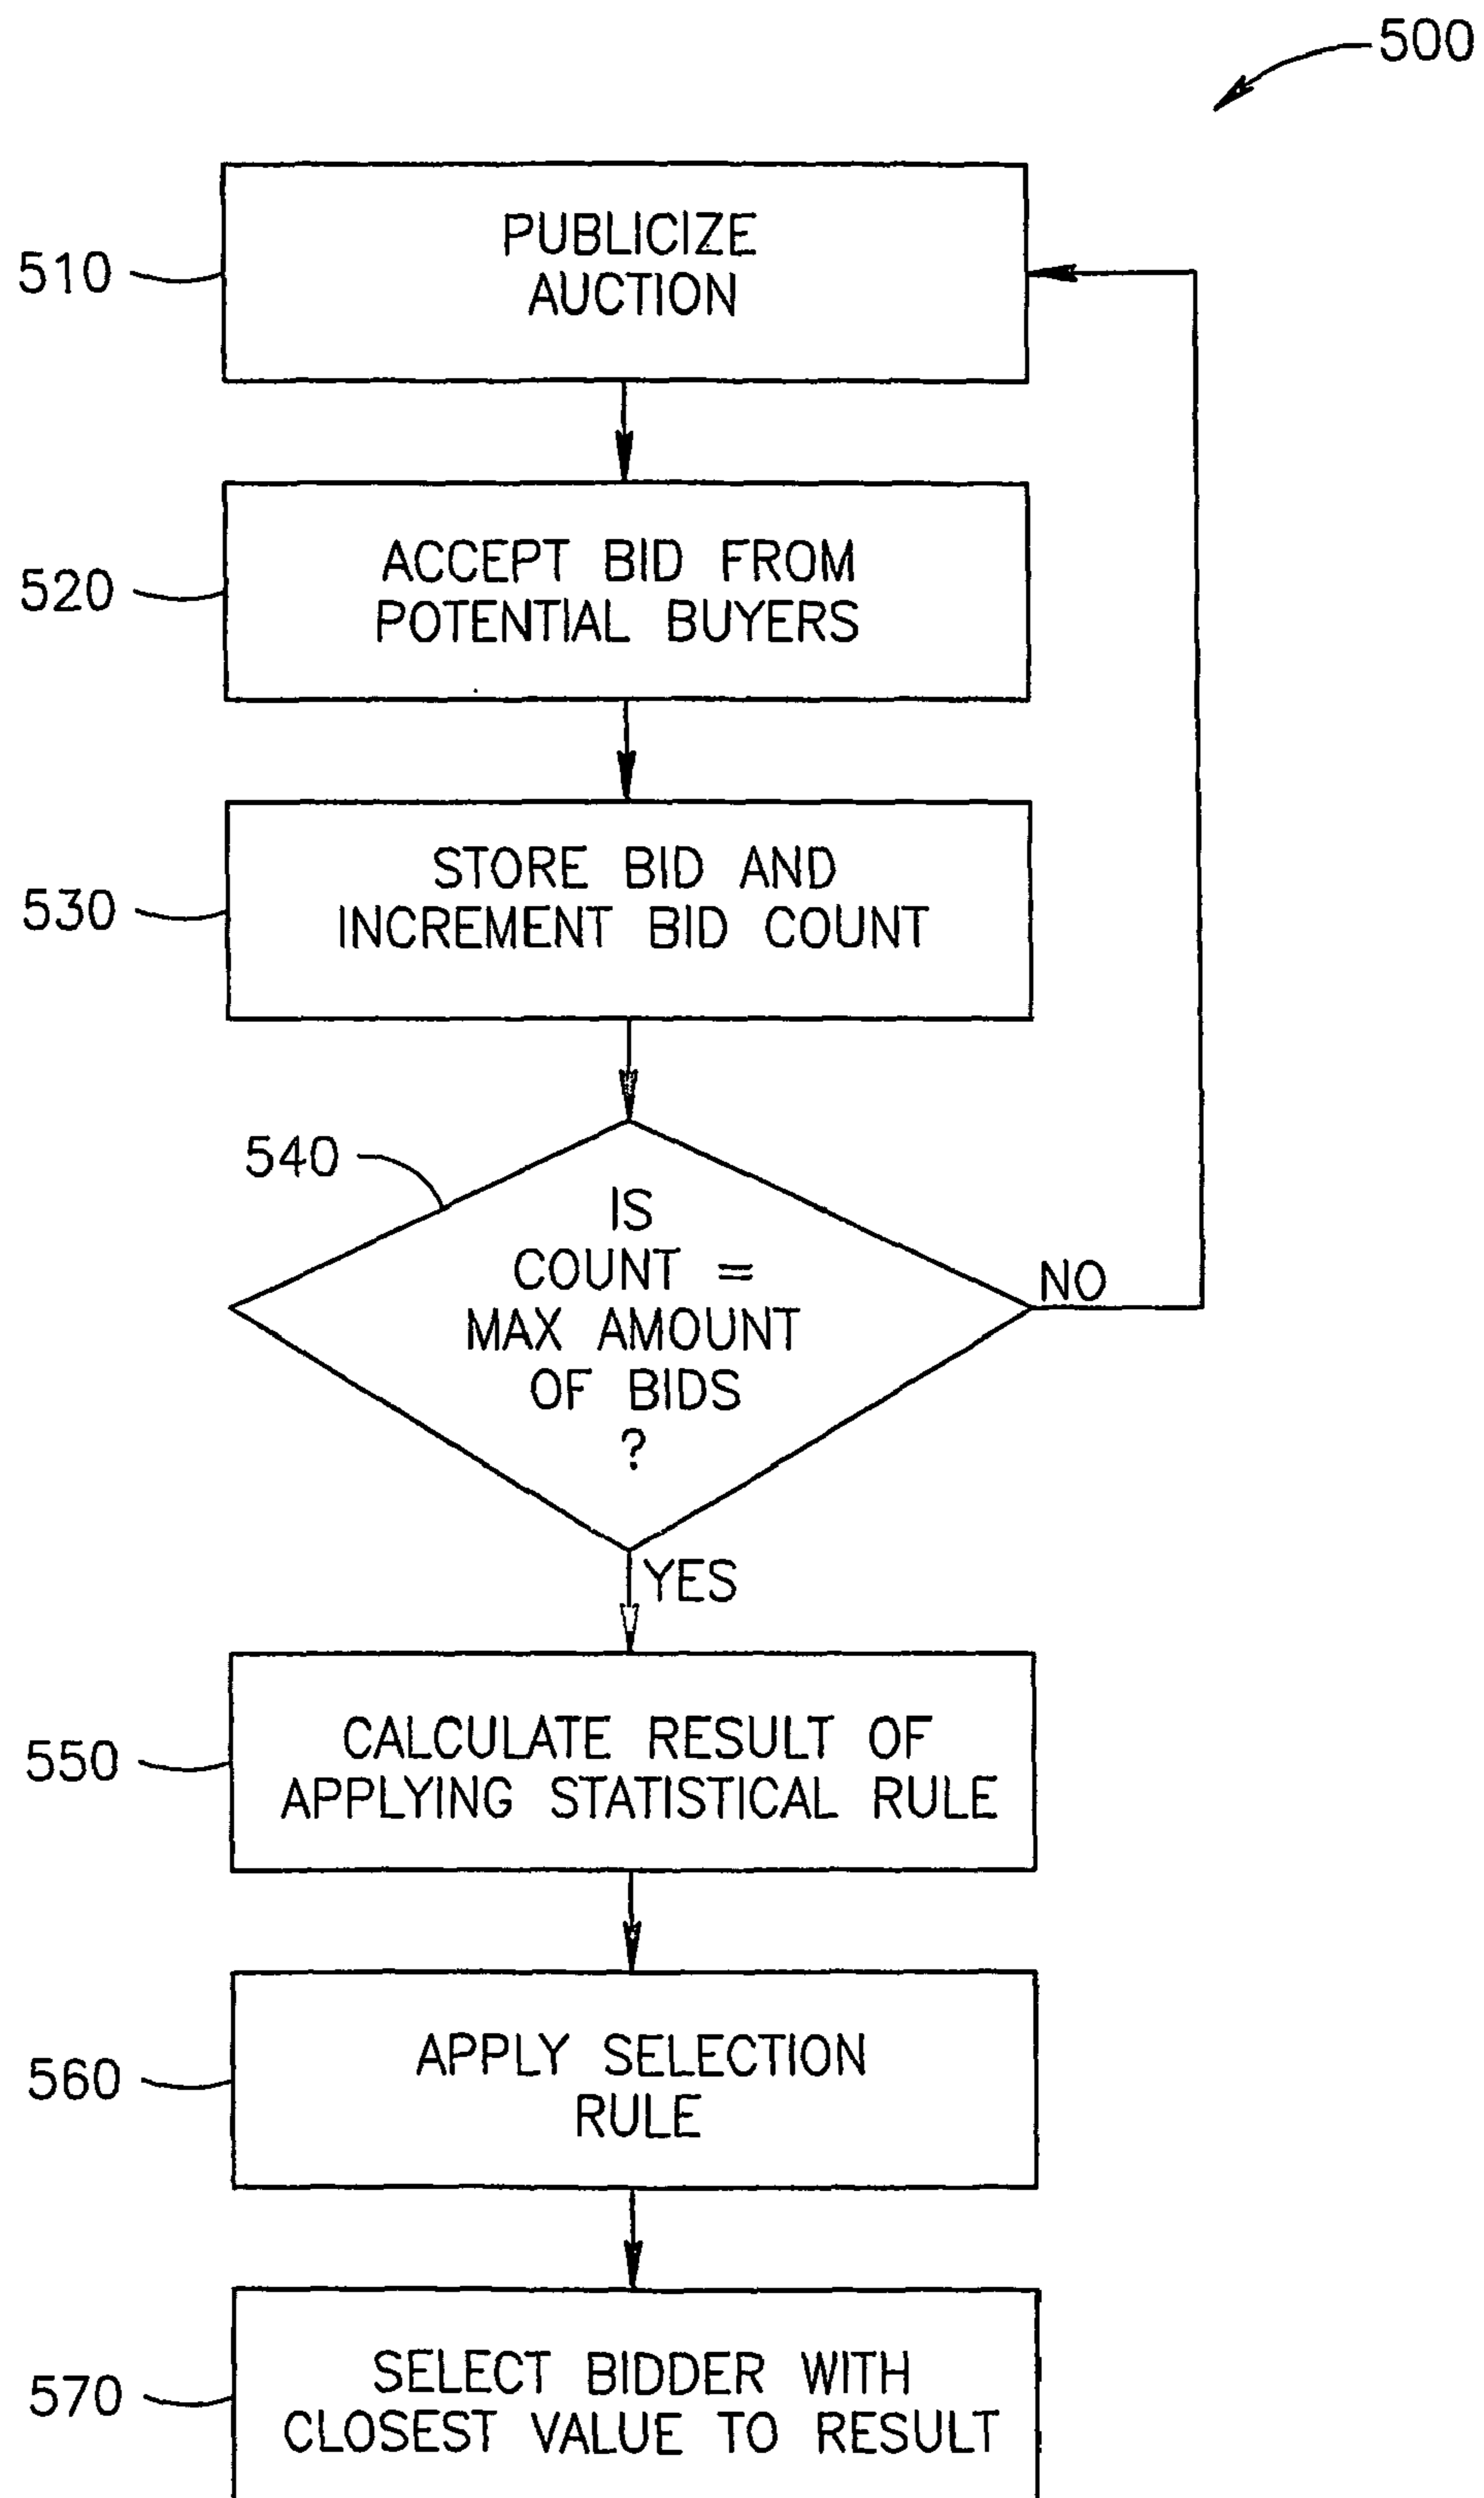 500
510
PUBLICIZE
AUCTION
520
ACCEPT BID FROM
POTENTIAL BUYERS
530
STORE BID AND
INCREMENT BID COUNT
540
IS
COUNT =
MAX AMOUNT
OF BIDS
?
NO
YES
550
CALCULATE RESULT OF
APPLYING STATISTICAL RULE
560
APPLY SELECTION
RULE
570
SELECT BIDDER WITH
CLOSEST VALUE TO RESULT